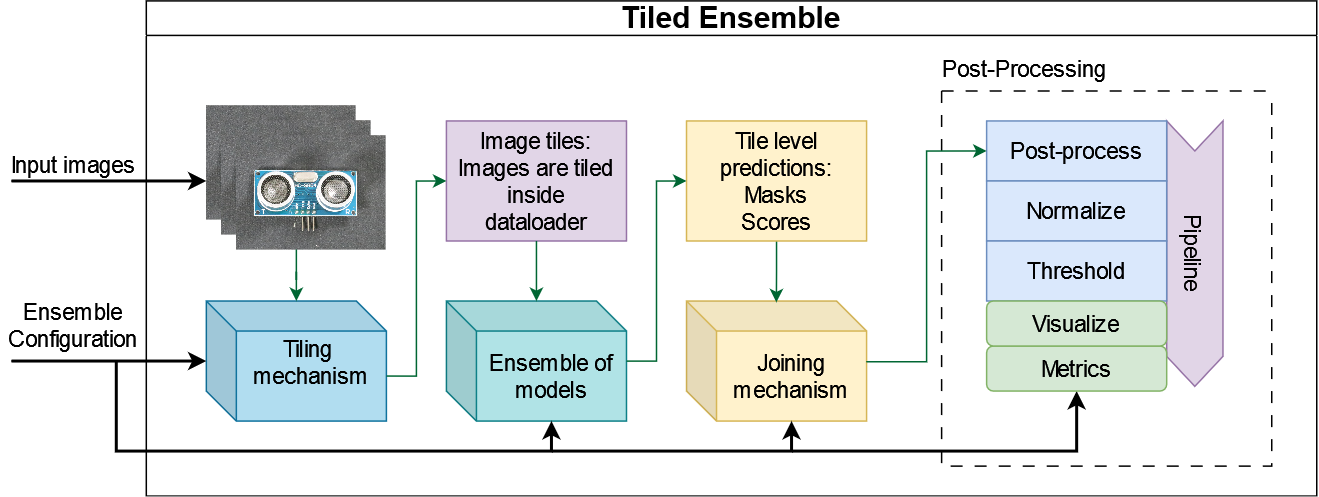 Tiled Ensemble
Input images
Ensemble
Configuration
T
R
Tiling
mechanism
Image tiles:
Images are tiled
inside
dataloader
Ensemble of
models
Tile level
predictions:
Masks
Scores
Joining
mechanism
Post-Processing
Post-process
Normalize
Threshold
Visualize
Metrics
Pipeline